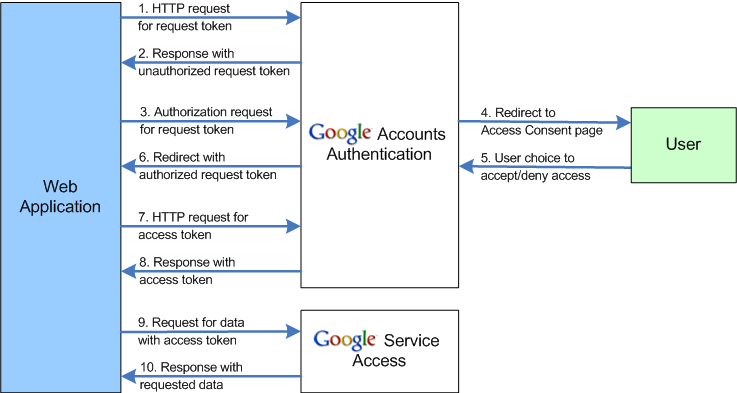 1. HTTP request
for request token
2. Response with
unauthorized request token
3. Authorization request
for request token
Google Accounts
Authentication
4. Redirect to
Access Consent page
User
5. User choice to
accept/deny access
6. Redirect with
authorized request token
Web
Application
7. HTTP request for
access token
8. Response with
access token
9. Request for data
with access token
Google Service
Access
10. Response with
requested data